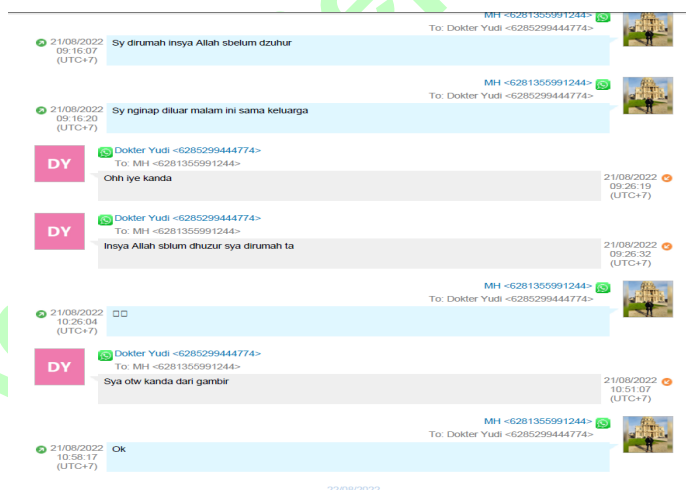 MH <6281355991244>
To: Dokter Yudi <6285299444774>
21/08/2022
09:16:07
(UTC+7)
Sy dirumah insya Allah sbelum dzuhur
MH <6281355991244>
To: Dokter Yudi <6285299444774>
21/08/2022
09:16:20
(UTC+7)
Sy nginap diluar malam ini sama keluarga
DY
Dokter Yudi <6285299444774>
To: MH <6281355991244>
Ohh iye kanda
21/08/2022
09:26:19
(UTC+7)
DY
Dokter Yudi <6285299444774>
To: MH <6281355991244>
Insya Allah sblum dhuzur sya dirumah ta
21/08/2022
09:26:32
(UTC+7)
MH <6281355991244>
To: Dokter Yudi <6285299444774>
21/08/2022
10:26:04
(UTC+7)
□□
DY
Dokter Yudi <6285299444774>
To: MH <6281355991244>
Sya otw kanda dari gambir
21/08/2022
10:51:07
(UTC+7)
MH <6281355991244>
To: Dokter Yudi <6285299444774>
21/08/2022
10:58:17
(UTC+7)
Ok